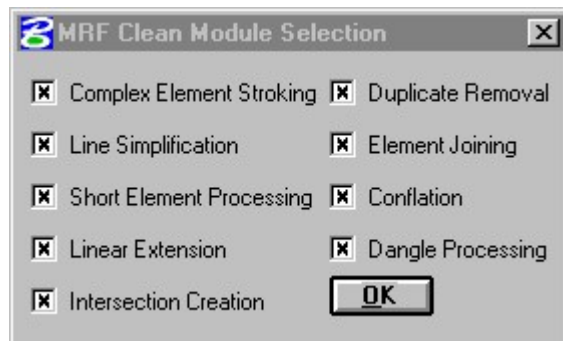 MRF Clean Module Selection
Complex Element Stroking
Duplicate Removal
Line Simplification
Element Joining
Short Element Processing
Conflation
Linear Extension
Dangle Processing
Intersection Creation
OK